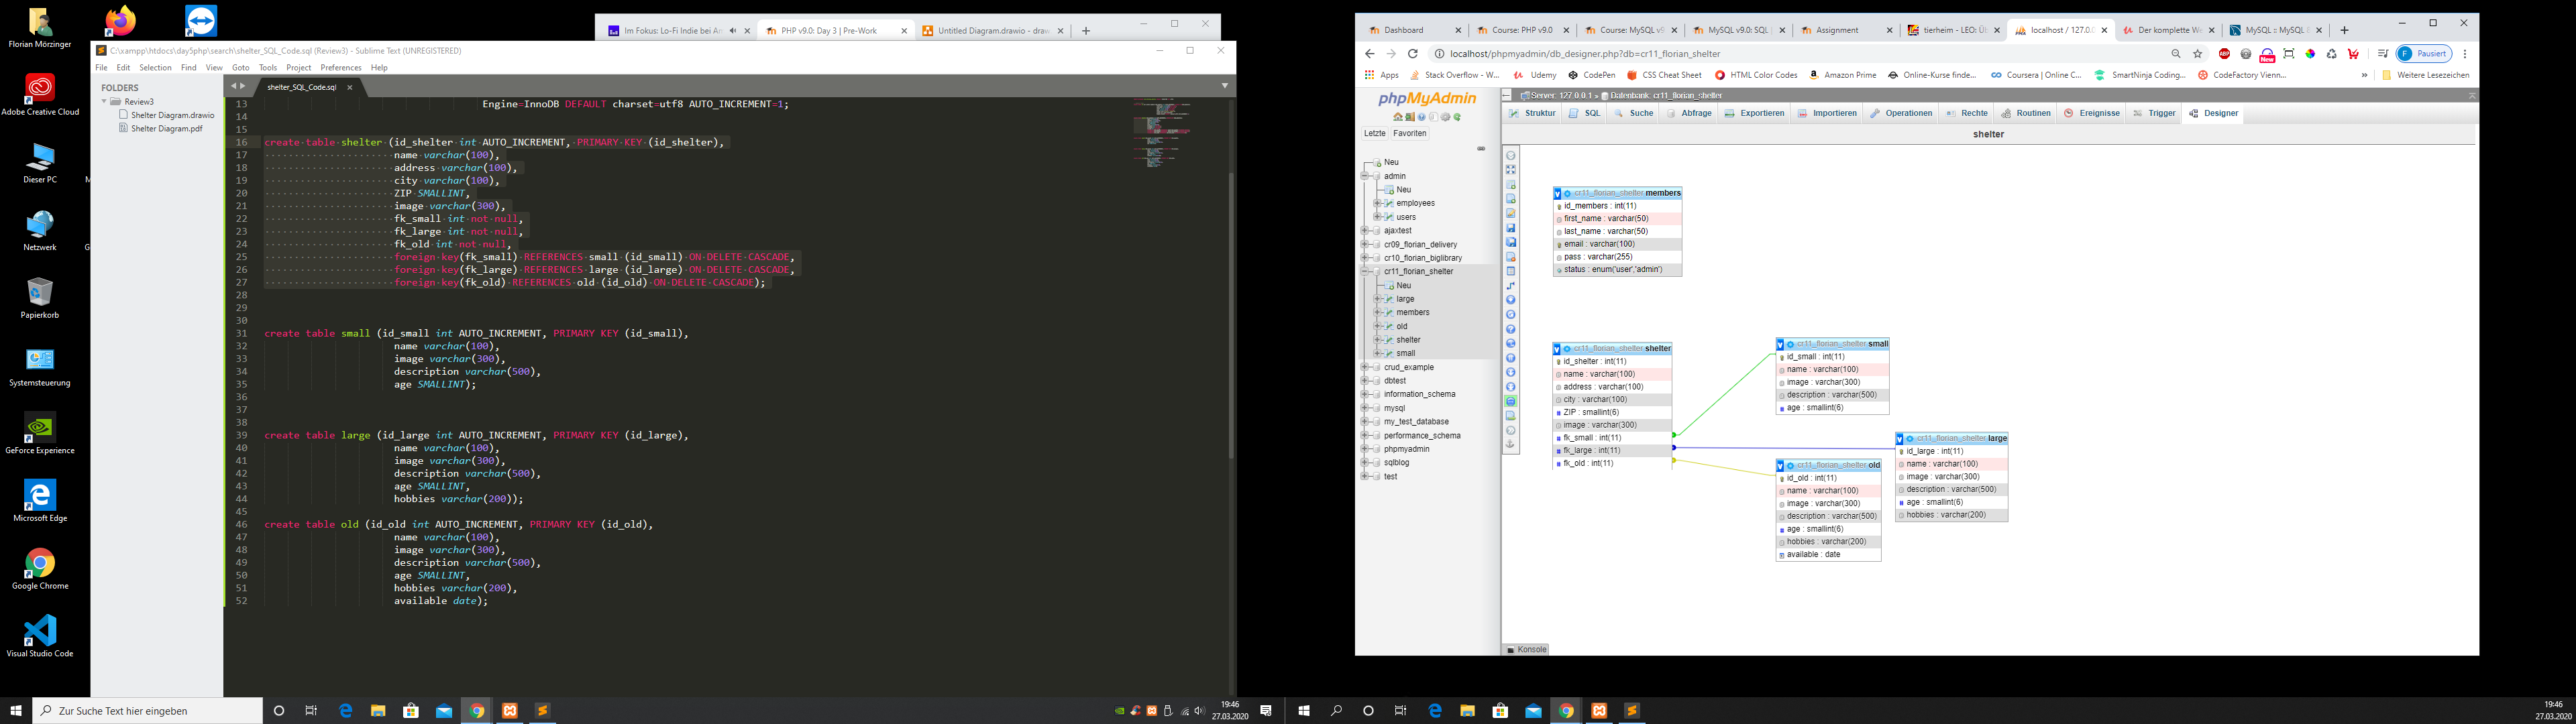 Florian Mörzinger
Adobe Creative Cloud
Dieser PC
Netzwerk
Papierkorb
Systemsteuerung
GeForce Experience
Microsoft Edge
Google Chrome
Visual Studio Code
Im Fokus: Lo-Fi Indie bei Am
PHP v9.0: Day 3 | Pre-Work
Untitled Diagram.drawio - draw
C:\xampp\htdocs\day5php\search\shelter_SQL_Code.sql (Review3) - Sublime Text (UNREGISTERED)
File Edit Selection Find View Goto Tools Project Preferences Help
FOLDERS
Review3
Shelter Diagram.drawio
Shelter Diagram.pdf
shelter_SQL_Code.sql
13 Engine=InnoDB DEFAULT charset=utf8 AUTO_INCREMENT=1;
14
15
16 create table shelter (id_shelter int AUTO_INCREMENT, PRIMARY KEY (id_shelter),
17 name varchar(100),
18 address varchar(100),
19 city varchar(100),
20 ZIP SMALLINT,
21 image varchar(300),
22 fk_small int not null,
23 fk_large int not null,
24 fk_old int not null,
25 foreign key(fk_small) REFERENCES small (id_small) ON DELETE CASCADE,
26 foreign key(fk_large) REFERENCES large (id_large) ON DELETE CASCADE,
27 foreign key(fk_old) REFERENCES old (id_old) ON DELETE CASCADE);
28
29
30
31 create table small (id_small int AUTO_INCREMENT, PRIMARY KEY (id_small),
32 name varchar(100),
33 image varchar(300),
34 description varchar(500),
35 age SMALLINT);
36
37
38
39 create table large (id_large int AUTO_INCREMENT, PRIMARY KEY (id_large),
40 name varchar(100),
41 image varchar(300),
42 description varchar(500),
43 age SMALLINT,
44 hobbies varchar(200));
45
46 create table old (id_old int AUTO_INCREMENT, PRIMARY KEY (id_old),
47 name varchar(100),
48 image varchar(300),
49 description varchar(500),
50 age SMALLINT,
51 hobbies varchar(200),
52 available date);
Zur Suche Text hier eingeben
19:46
27.03.2020
Dashboard
Course: PHP v9.0
Course: MySQL v9
MySQL v9.0: SQL
Assignment
tierheim - LEO: Üb
localhost / 127.0.0
Der komplette We
MySQL :: MySQL 8
localhost/phpmyadmin/db_designer.php?db=cr11_florian_shelter
ABP
New
F Pausiert
Apps
Stack Overflow - W...
Udemy
CodePen
CSS Cheat Sheet
HTML Color Codes
Amazon Prime
Online-Kurse finde...
Coursera | Online C...
SmartNinja Coding...
CodeFactory Vienn...
»
Weitere Lesezeichen
phpMyAdmin
Letzte Favoriten
Neu
admin
Neu
employees
users
ajaxtest
cr09_florian_delivery
cr10_florian_biglibrary
cr11_florian_shelter
Neu
large
members
old
shelter
small
crud_example
dbtest
information_schema
mysql
my_test_database
performance_schema
phpmyadmin
sqlblog
test
Server: 127.0.0.1 » Datenbank: cr11_florian_shelter
Struktur SQL Suche Abfrage Exportieren Importieren Operationen Rechte Routinen Ereignisse Trigger Designer
shelter
cr11_florian_shelter members
id_members : int(11)
first_name : varchar(50)
last_name : varchar(50)
email : varchar(100)
pass : varchar(255)
status : enum('user','admin')
cr11_florian_shelter shelter
id_shelter : int(11)
name : varchar(100)
address : varchar(100)
city : varchar(100)
ZIP : smallint(6)
image : varchar(300)
fk_small : int(11)
fk_large : int(11)
fk_old : int(11)
cr11_florian_shelter small
id_small : int(11)
name : varchar(100)
image : varchar(300)
description : varchar(500)
age : smallint(6)
cr11_florian_shelter large
id_large : int(11)
name : varchar(100)
image : varchar(300)
description : varchar(500)
age : smallint(6)
hobbies : varchar(200)
cr11_florian_shelter old
id_old : int(11)
name : varchar(100)
image : varchar(300)
description : varchar(500)
age : smallint(6)
hobbies : varchar(200)
available : date
Konsole
19:46
27.03.2020